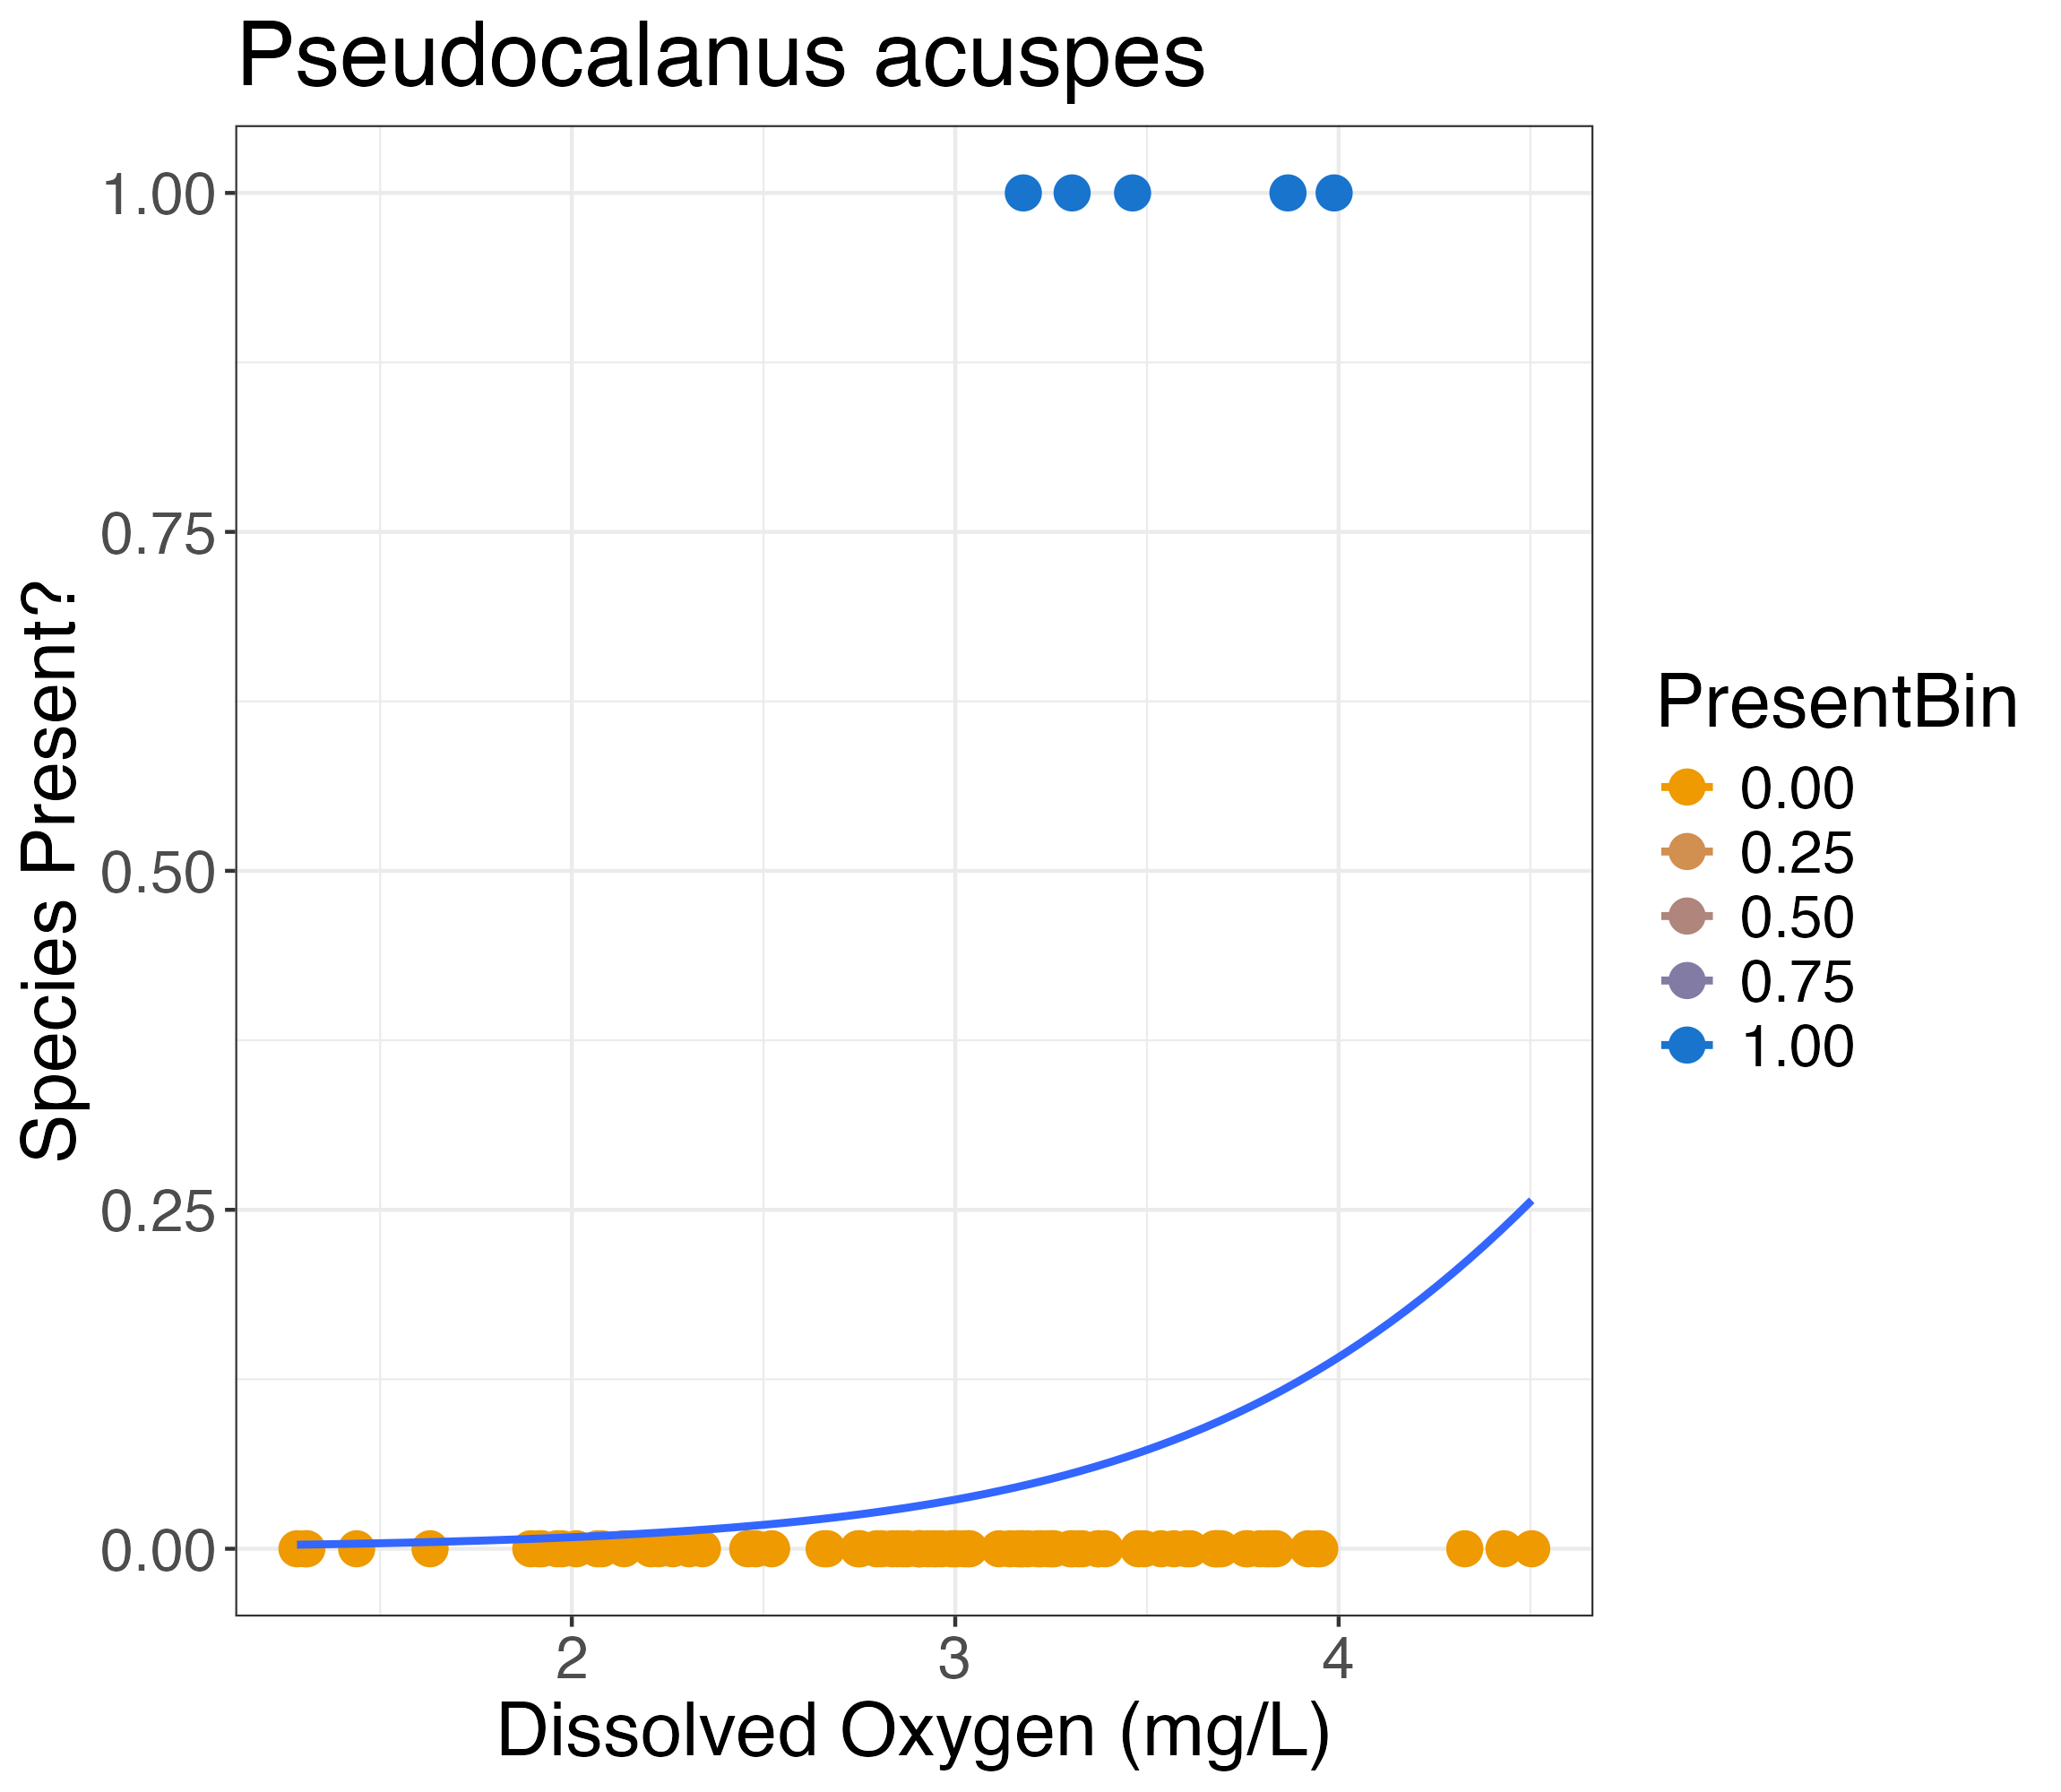 Pseudocalanus acuspes
Species Present?
1.00
0.75
0.50
0.25
0.00
2 3 4
Dissolved Oxygen (mg/L)
PresentBin
0.00
0.25
0.50
0.75
1.00